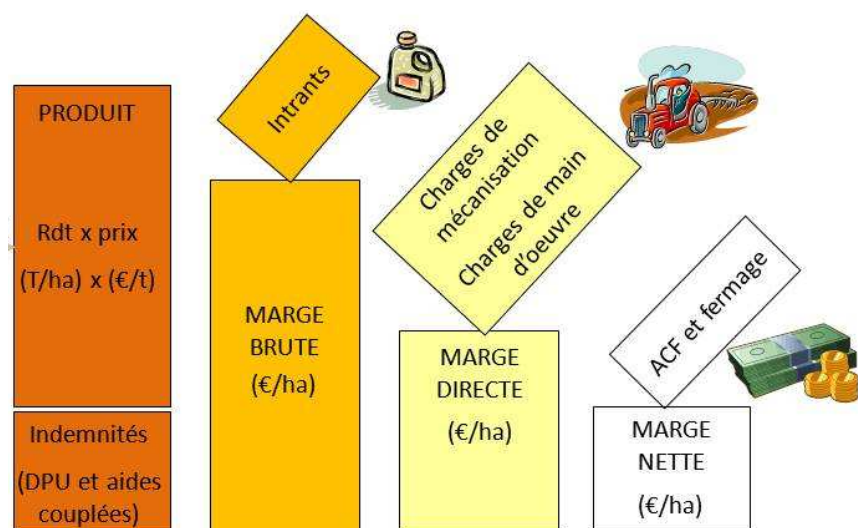 PRODUIT
Rdt x prix
(T/ha) x (€/t)
Indemnités
(DPU et aides
couplées)
Intrants
MARGE
BRUTE
(€/ha)
Charges de
mécanisation
Charges de main
d'oeuvre
MARGE
DIRECTE
(€/ha)
ACF et fermage
MARGE
NETTE
(€/ha)